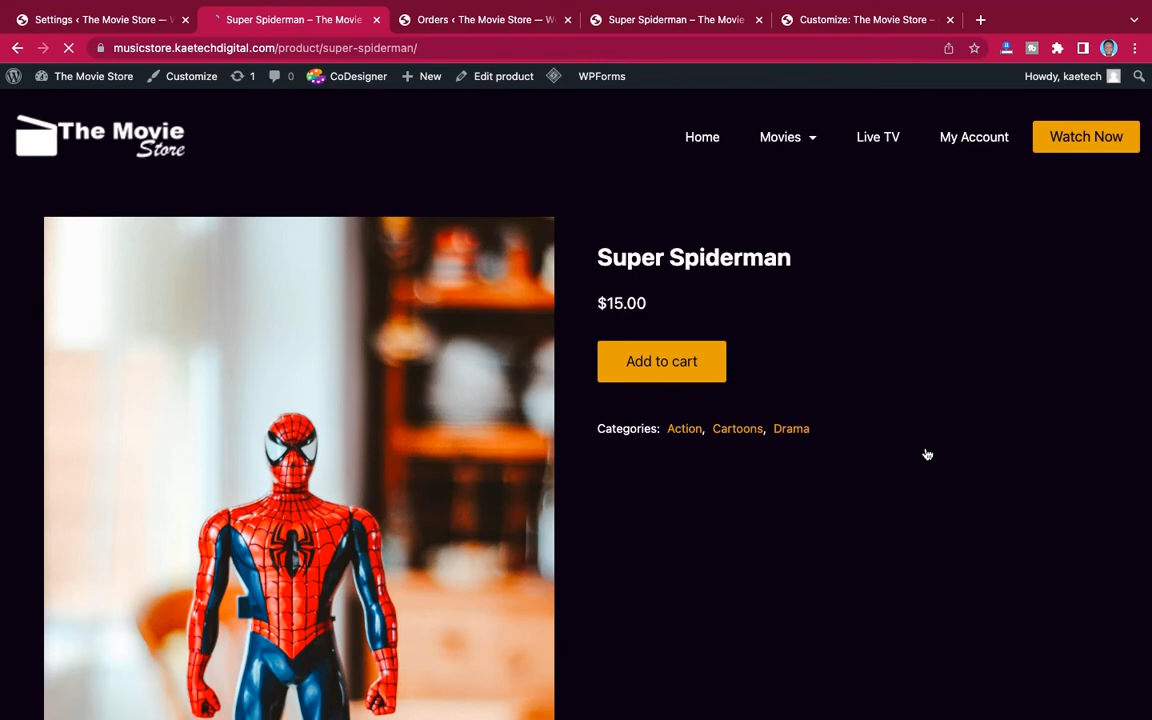 Settings ‹ The Movie Store — W
Super Spiderman – The Movie
Orders ‹ The Movie Store — W
Super Spiderman – The Movie
Customize: The Movie Store –
musicstore.kaetechdigital.com/product/super-spiderman/
The Movie Store
Customize
1
0
CoDesigner
New
Edit product
WPForms
Howdy, kaetech
The Movie
Store
Home
Movies
Live TV
My Account
Watch Now
Super Spiderman
$15.00
Add to cart
Categories: Action, Cartoons, Drama